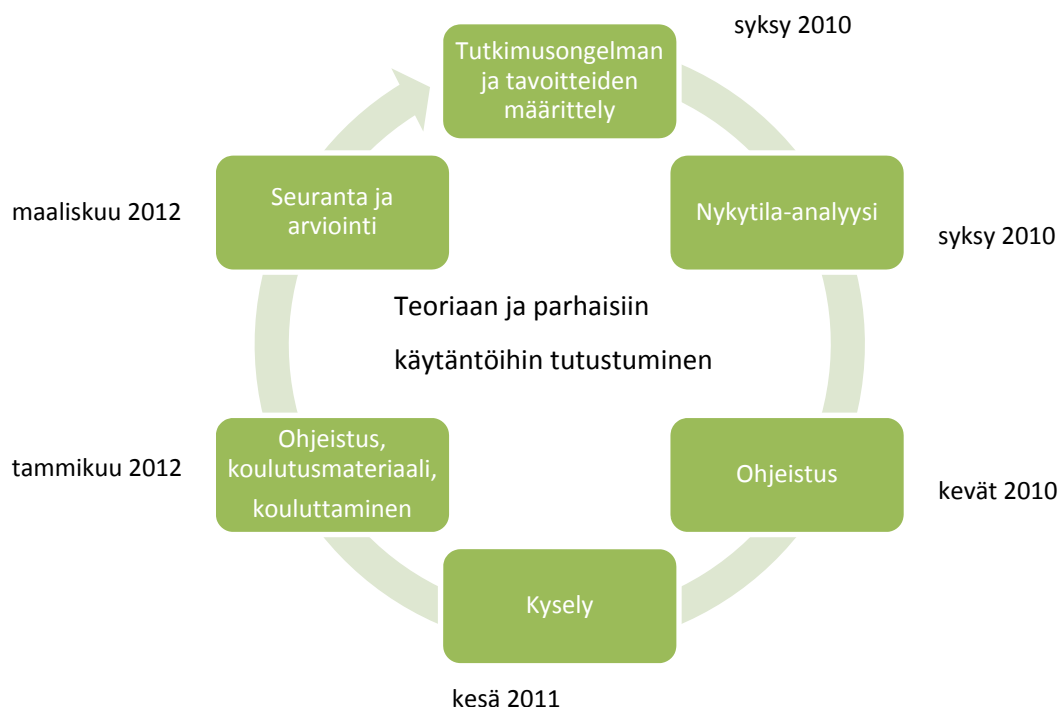 syksy 2010
Tutkimusongelman
ja tavoitteiden
määrittely
Nykytila-analyysi
syksy 2010
Ohjeistus
kevät 2010
Kysely
kesä 2011
Ohjeistus,
koulutusmateriaali,
kouluttaminen
tammikuu 2012
Seuranta ja
arviointi
maaliskuu 2012
Teoriaan ja parhaisiin
käytäntöihin tutustuminen